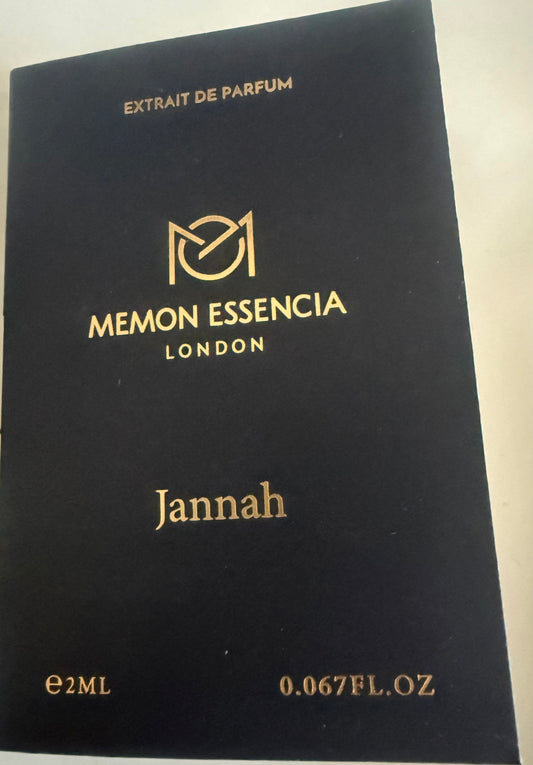 EXTRAIT DE PARFUM
MEMON ESSENCIA
LONDON
Jannah
℮2ML 0.067FL.OZ